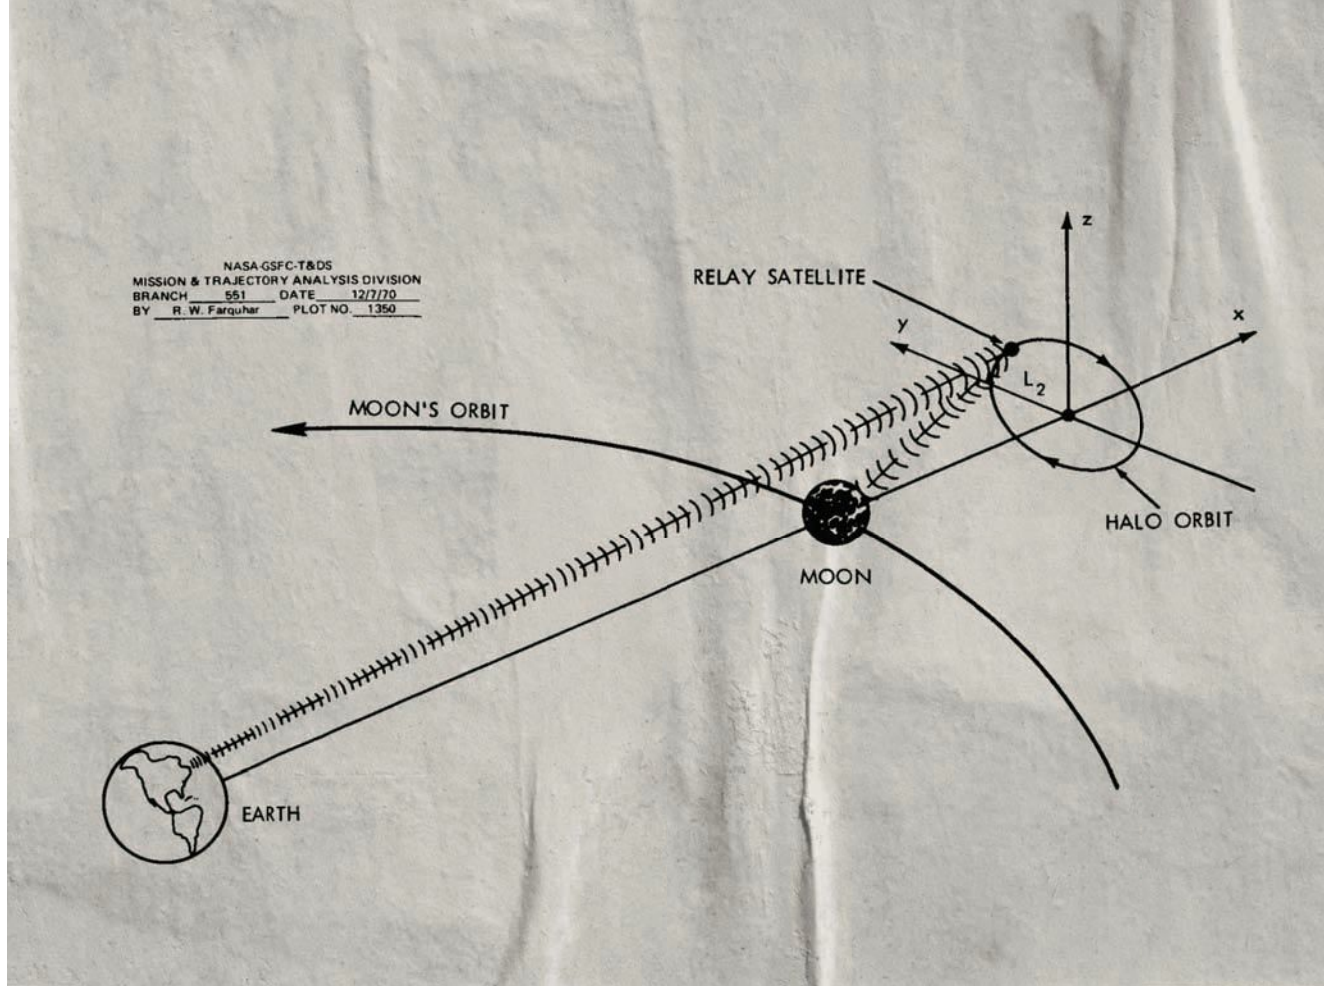 NASA-GSFC-T&DS
MISSION & TRAJECTORY ANALYSIS DIVISION
BRANCH 551 DATE 12/7/70
BY R.W. Farquhar PLOT NO. 1350
z
RELAY SATELLITE
x
y
L2
MOON'S ORBIT
HALO ORBIT
MOON
EARTH